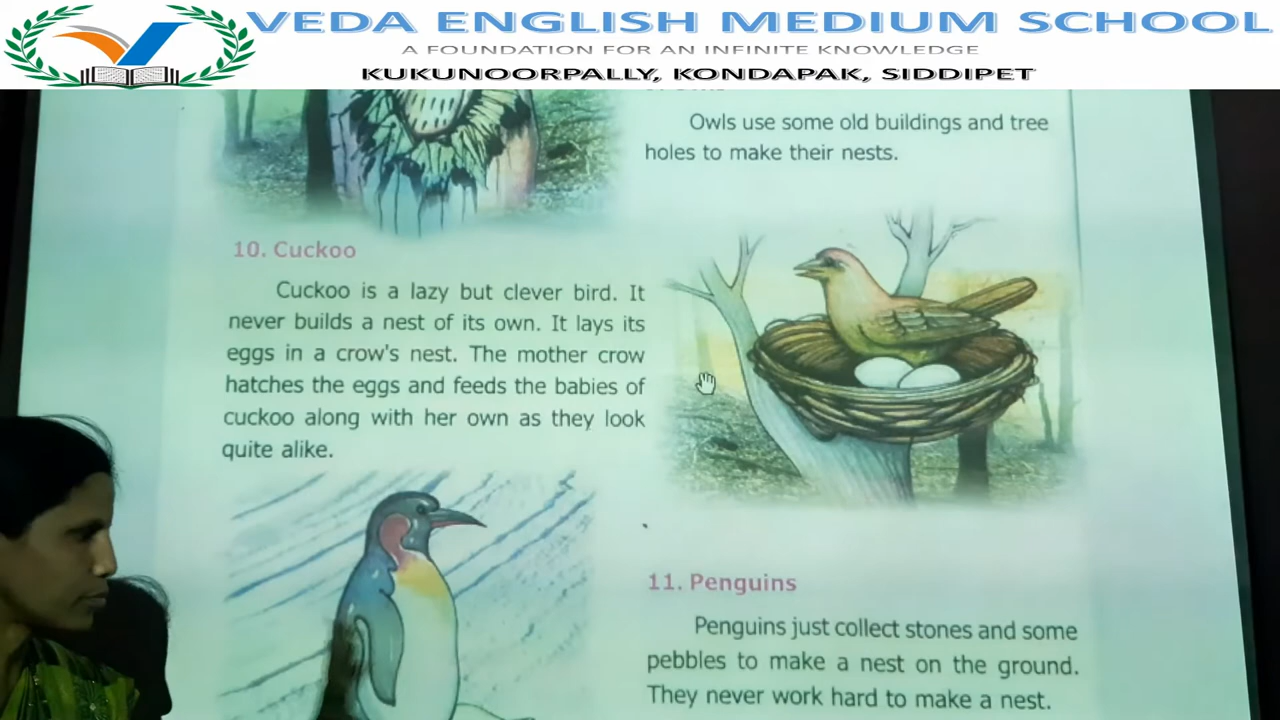 VEDA ENGLISH MEDIUM SCHOOL
A FOUNDATION FOR AN INFINITE KNOWLEDGE
KUKUNOORPALLY, KONDAPAK, SIDDIPET
Owls use some old buildings and tree
holes to make their nests.
10. Cuckoo
Cuckoo is a lazy but clever bird. It
never builds a nest of its own. It lays its
eggs in a crow's nest. The mother crow
hatches the eggs and feeds the babies of
cuckoo along with her own as they look
quite alike.
11. Penguins
Penguins just collect stones and some
pebbles to make a nest on the ground.
They never work hard to make a nest.